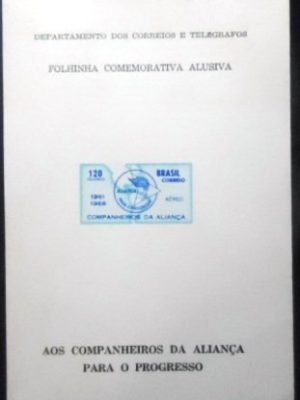 DEPARTAMENTO DOS CORREIOS E TELÉGRAFOS
FOLHINHA COMEMORATIVA ALUSIVA
120
BRASIL
CORREIO
AÉREO
1961
1966
COMPANHEIROS DA ALIANÇA
AOS COMPANHEIROS DA ALIANÇA
PARA O PROGRESSO